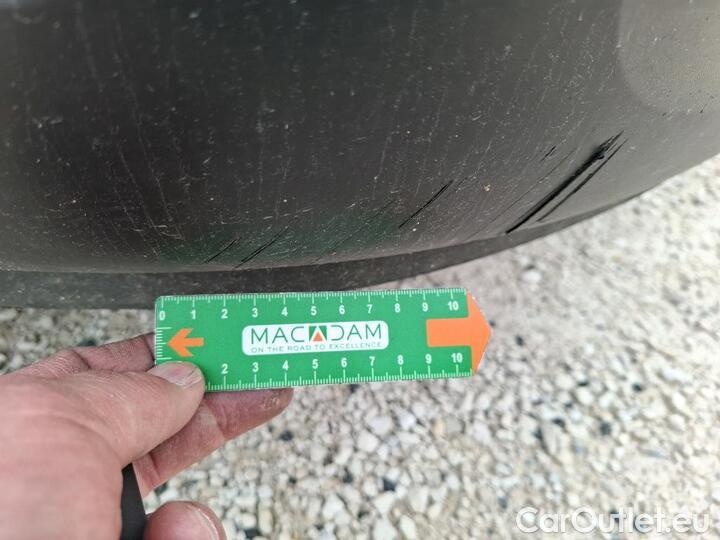 0 1 2 3 4 5 6 7 8 9 10
MACADAM
ON THE ROAD TO EXCELLENCE
2 3 4 5 6 7 8 9 10
CarOutlet.eu